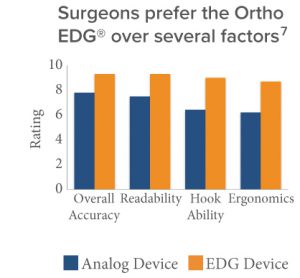 Surgeons prefer the Ortho
EDG® over several factors⁷
10
8
6
4
2
0
Rating
Overall Accuracy
Readability
Hook Ability
Ergonomics
Analog Device
EDG Device